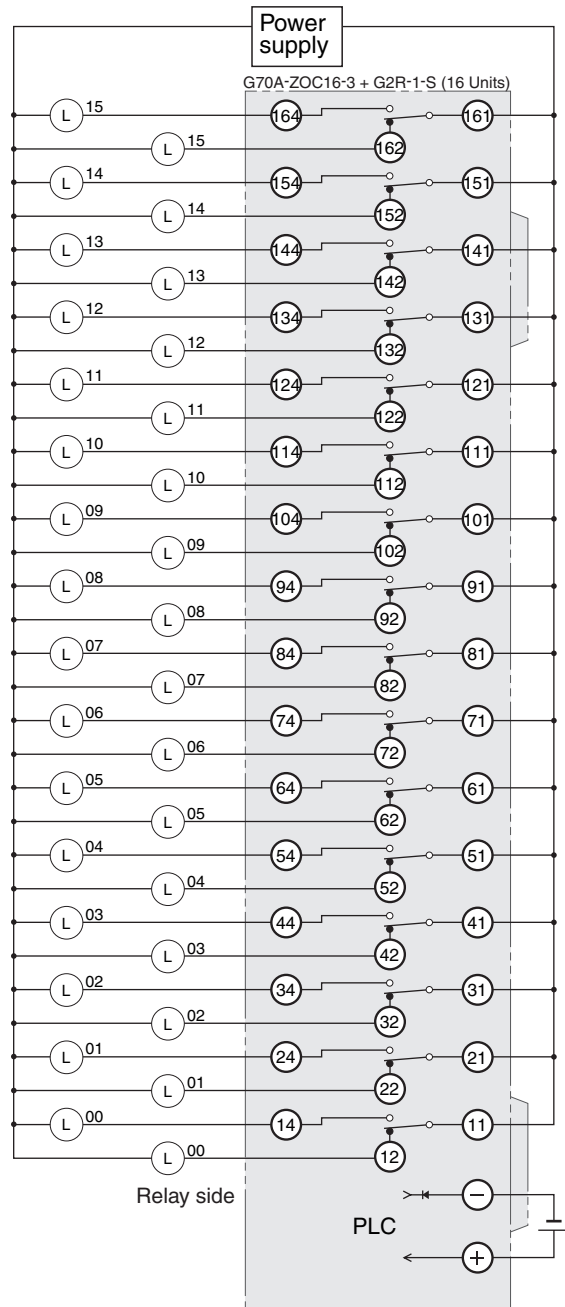 Power
supply
G70A-ZOC16-3 + G2R-1-S (16 Units)
L 15 164 161
L 15 162
L 14 154 151
L 14 152
L 13 144 141
L 13 142
L 12 134 131
L 12 132
L 11 124 121
L 11 122
L 10 114 111
L 10 112
L 09 104 101
L 09 102
L 08 94 91
L 08 92
L 07 84 81
L 07 82
L 06 74 71
L 06 72
L 05 64 61
L 05 62
L 04 54 51
L 04 52
L 03 44 41
L 03 42
L 02 34 31
L 02 32
L 01 24 21
L 01 22
L 00 14 11
L 00 12
Relay side
−
PLC
+